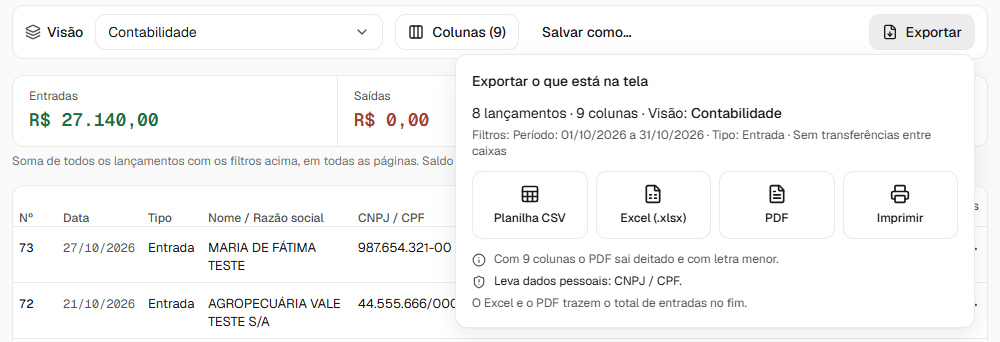 Visão
Contabilidade
Colunas (9)
Salvar como...
Exportar
Entradas
R$ 27.140,00
Saídas
R$ 0,00
Soma de todos os lançamentos com os filtros acima, em todas as páginas. Saldo
Exportar o que está na tela
8 lançamentos · 9 colunas · Visão: Contabilidade
Filtros: Período: 01/10/2026 a 31/10/2026 · Tipo: Entrada · Sem transferências entre
caixas
Planilha CSV
Excel (.xlsx)
PDF
Imprimir
Com 9 colunas o PDF sai deitado e com letra menor.
Leva dados pessoais: CNPJ / CPF.
O Excel e o PDF trazem o total de entradas no fim.
Nº Data Tipo Nome / Razão social CNPJ / CPF
73 27/10/2026 Entrada MARIA DE FÁTIMA 987.654.321-00
TESTE
72 21/10/2026 Entrada AGROPECUÁRIA VALE 44.555.666/000
TESTE S/A